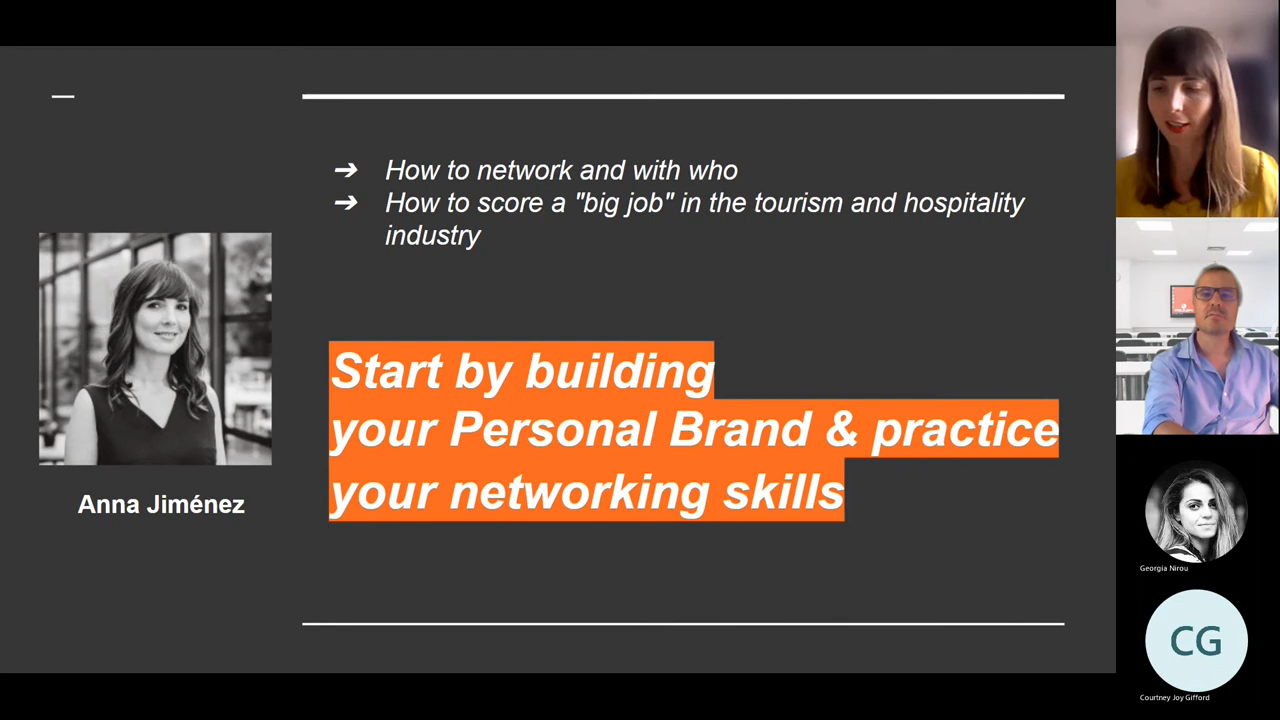 ➔ How to network and with who
➔ How to score a "big job" in the tourism and hospitality
industry
Start by building
your Personal Brand & practice
your networking skills
Anna Jiménez
Georgia Nirou
CG
Courtney Joy Gifford